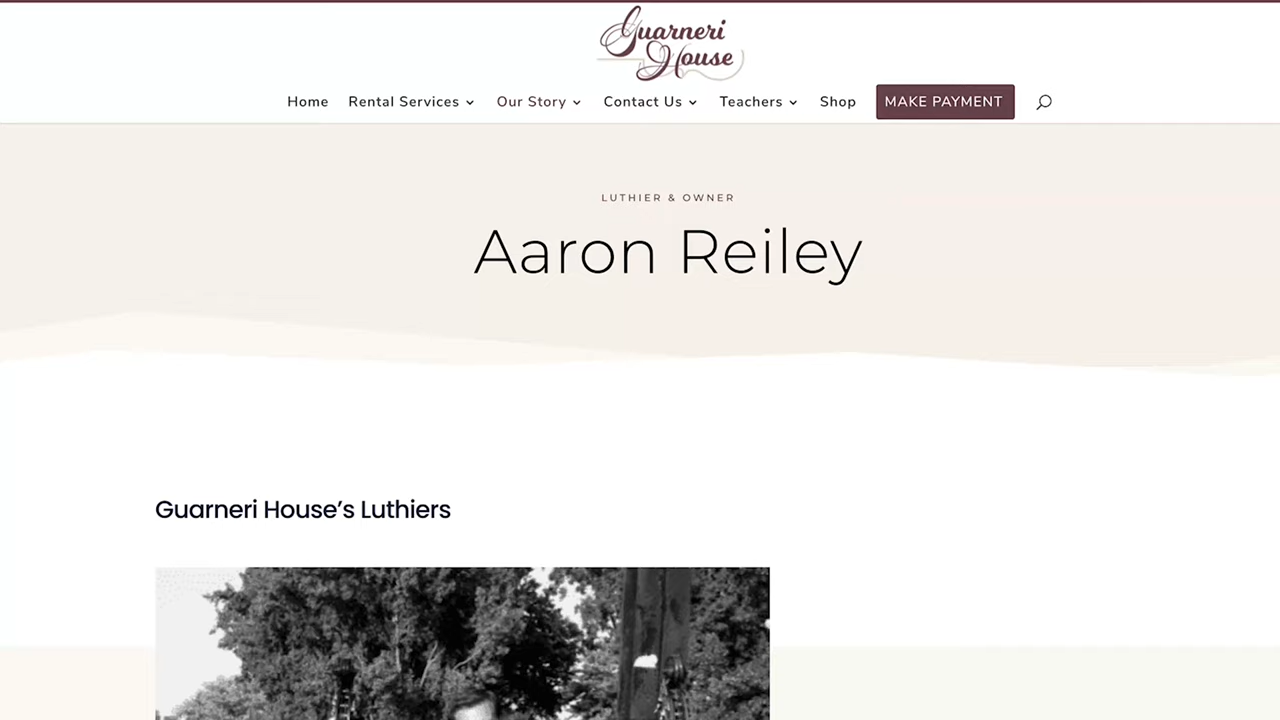 Guarneri
House
Home Rental Services Our Story Contact Us Teachers Shop MAKE PAYMENT
LUTHIER & OWNER
Aaron Reiley
Guarneri House’s Luthiers